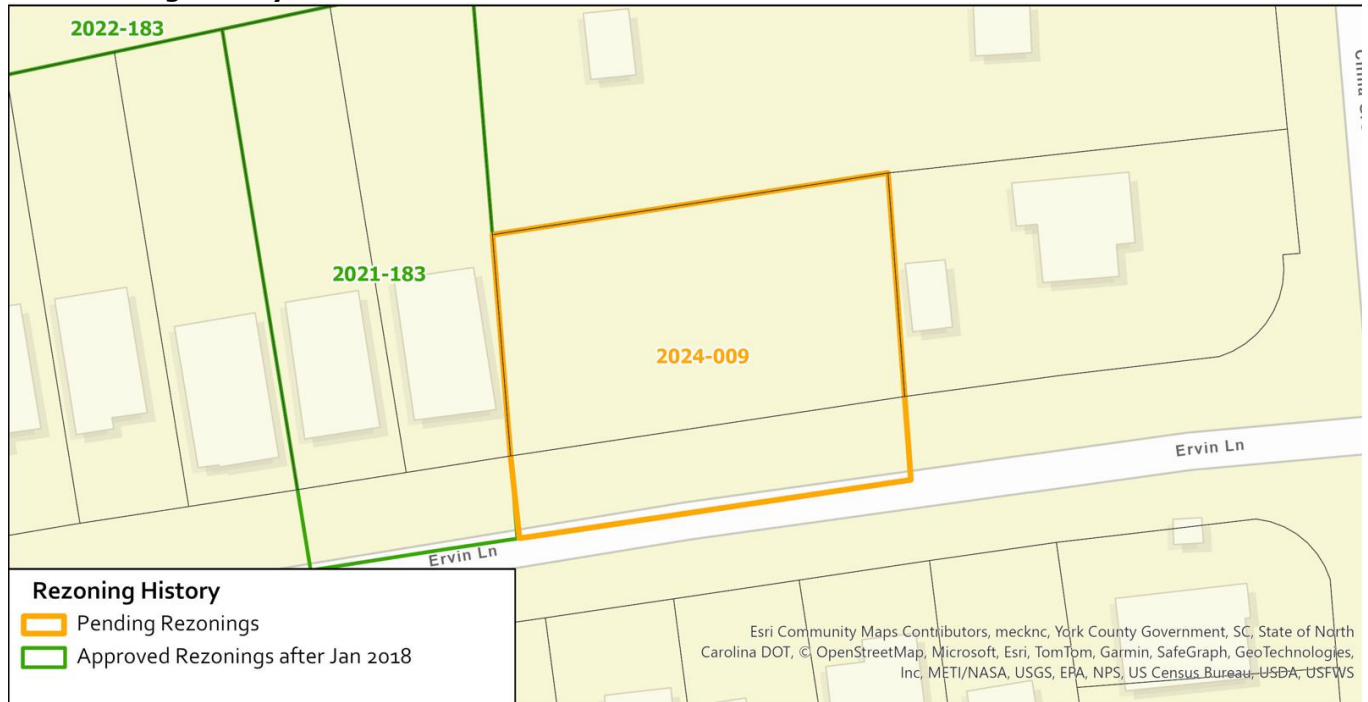 2022-183
2021-183
2024-009
Ervin Ln
Ervin Ln
Rezoning History
Pending Rezonings
Approved Rezonings after Jan 2018
Esri Community Maps Contributors, mecknc, York County Government, SC, State of North
Carolina DOT, © OpenStreetMap, Microsoft, Esri, TomTom, Garmin, SafeGraph, GeoTechnologies,
Inc, METI/NASA, USGS, EPA, NPS, US Census Bureau, USDA, USFWS